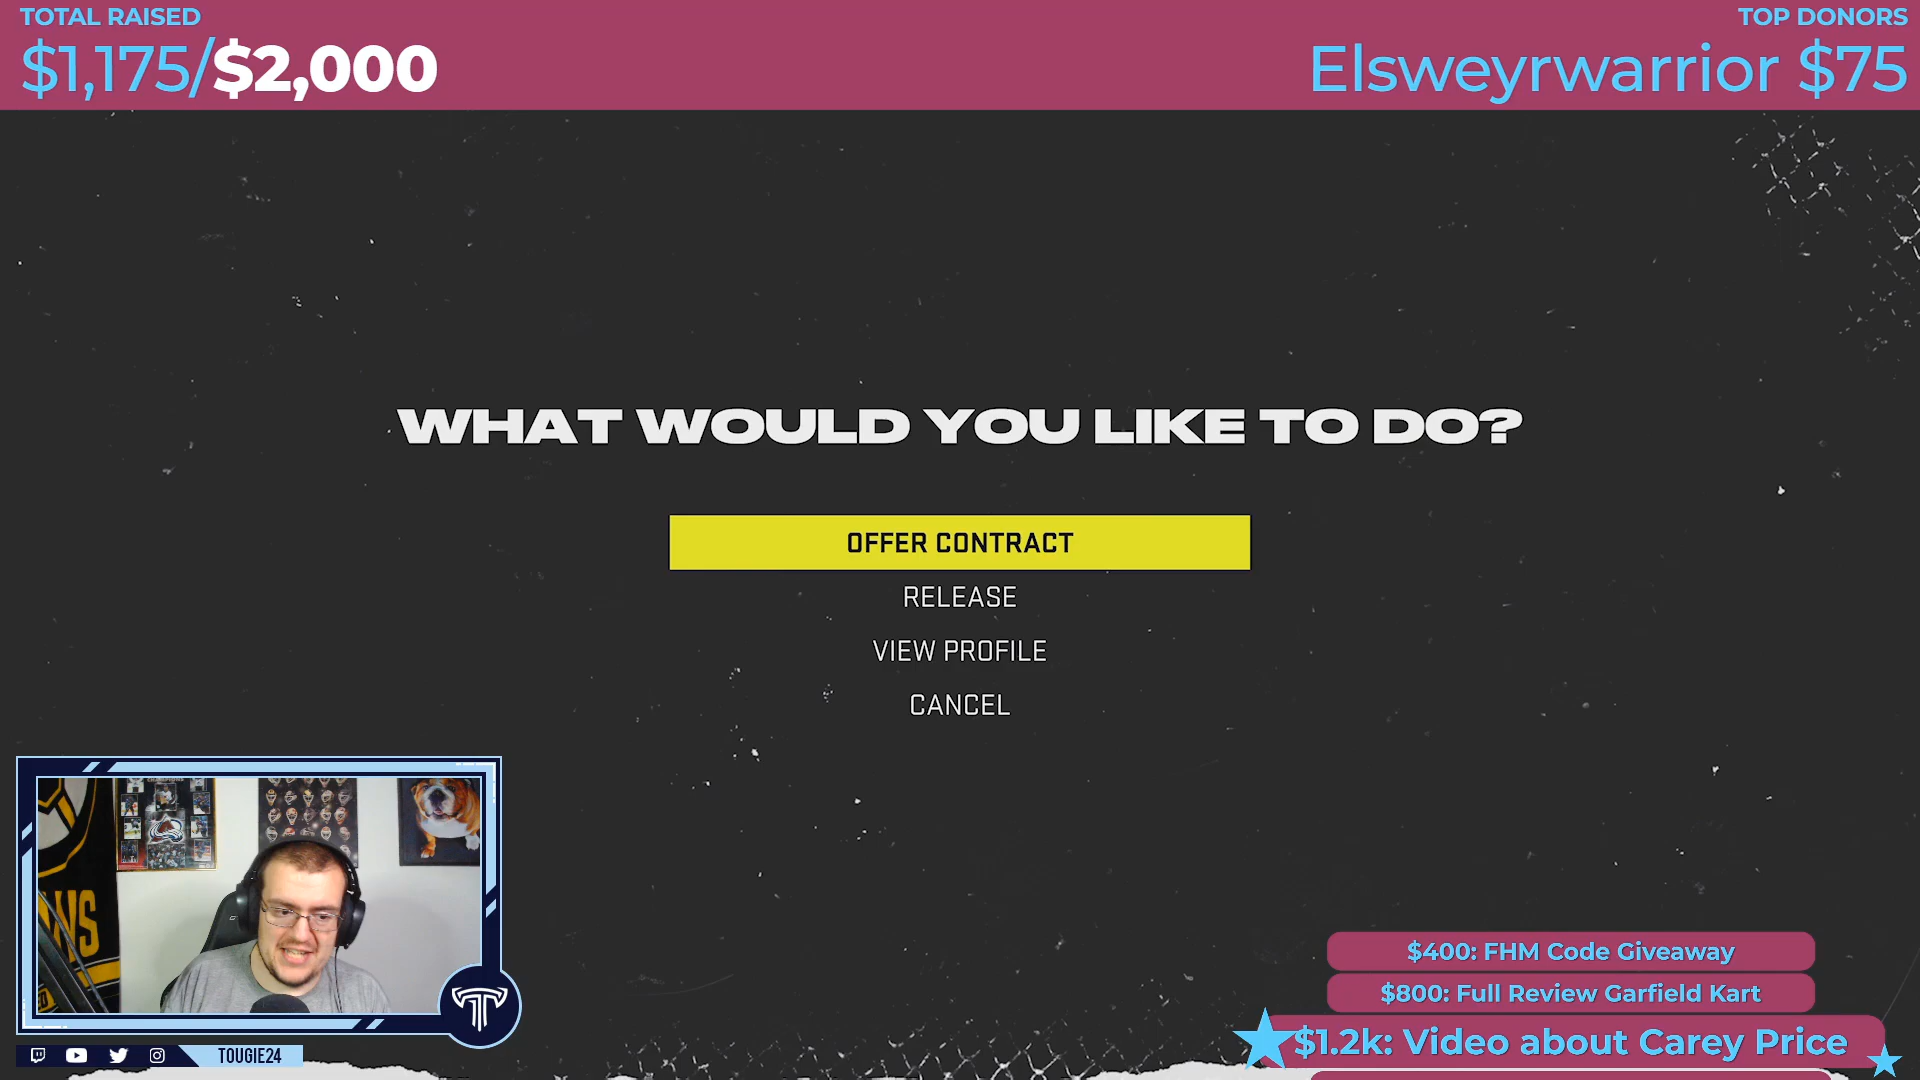 TOTAL RAISED
$1,175/$2,000
TOP DONORS
Elsweyrwarrior $75
WHAT WOULD YOU LIKE TO DO?
OFFER CONTRACT
RELEASE
VIEW PROFILE
CANCEL
$400: FHM Code Giveaway
$800: Full Review Garfield Kart
$1.2k: Video about Carey Price
TOUGIE24